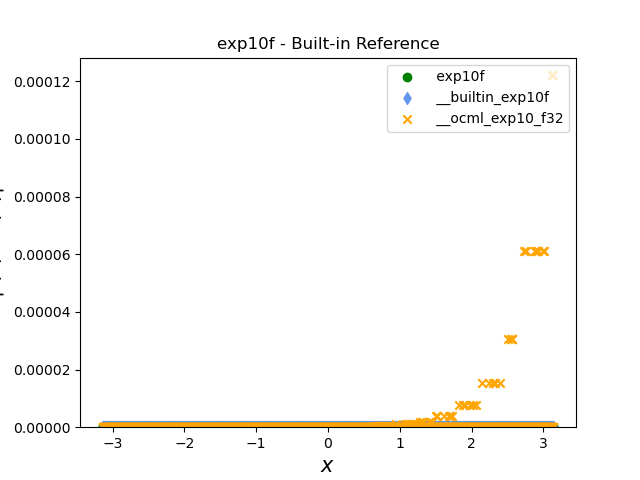 exp10f - Built-in Reference
exp10f
__builtin_exp10f
__ocml_exp10_f32
0.00012
0.00010
0.00008
0.00006
0.00004
0.00002
0.00000
−3
−2
−1
0
1
2
3
x